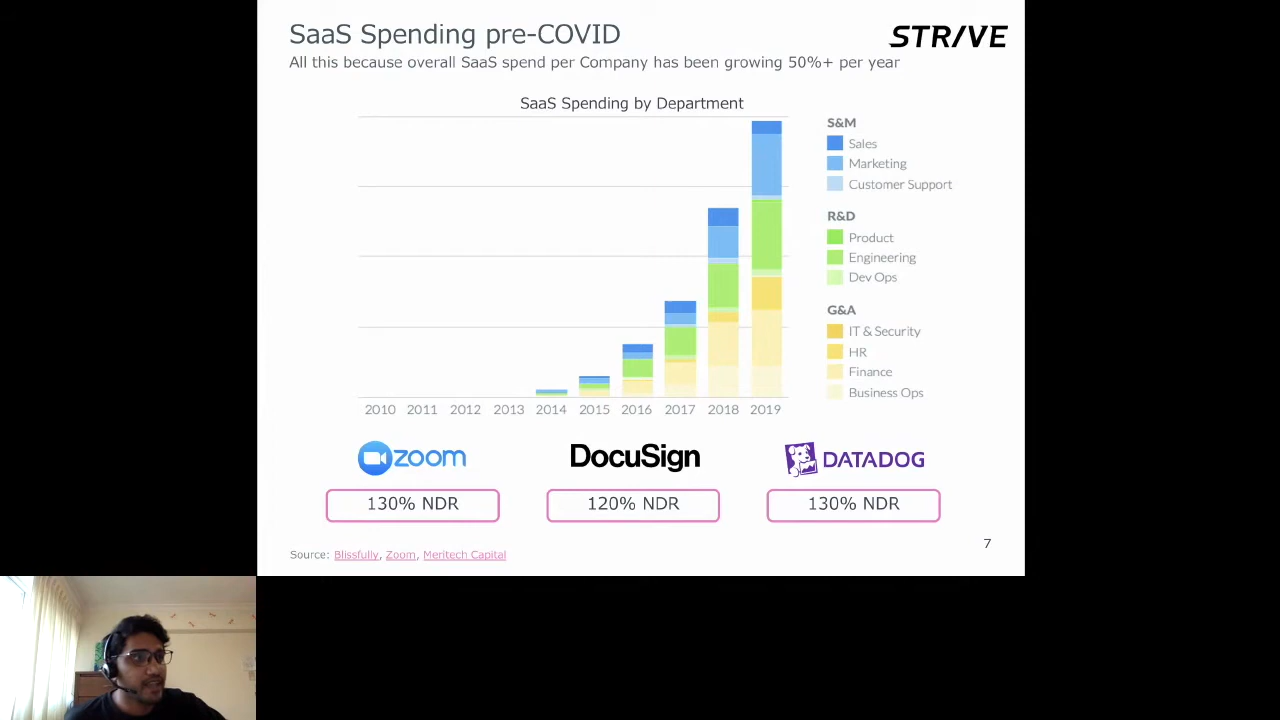 SaaS Spending pre-COVID
STRIVE
All this because overall SaaS spend per Company has been growing 50%+ per year
SaaS Spending by Department
S&M
Sales
Marketing
Customer Support
R&D
Product
Engineering
Dev Ops
G&A
IT & Security
HR
Finance
Business Ops
2010 2011 2012 2013 2014 2015 2016 2017 2018 2019
zoom DocuSign DATADOG
130% NDR 120% NDR 130% NDR
7
Source: Blissfully, Zoom, Meritech Capital